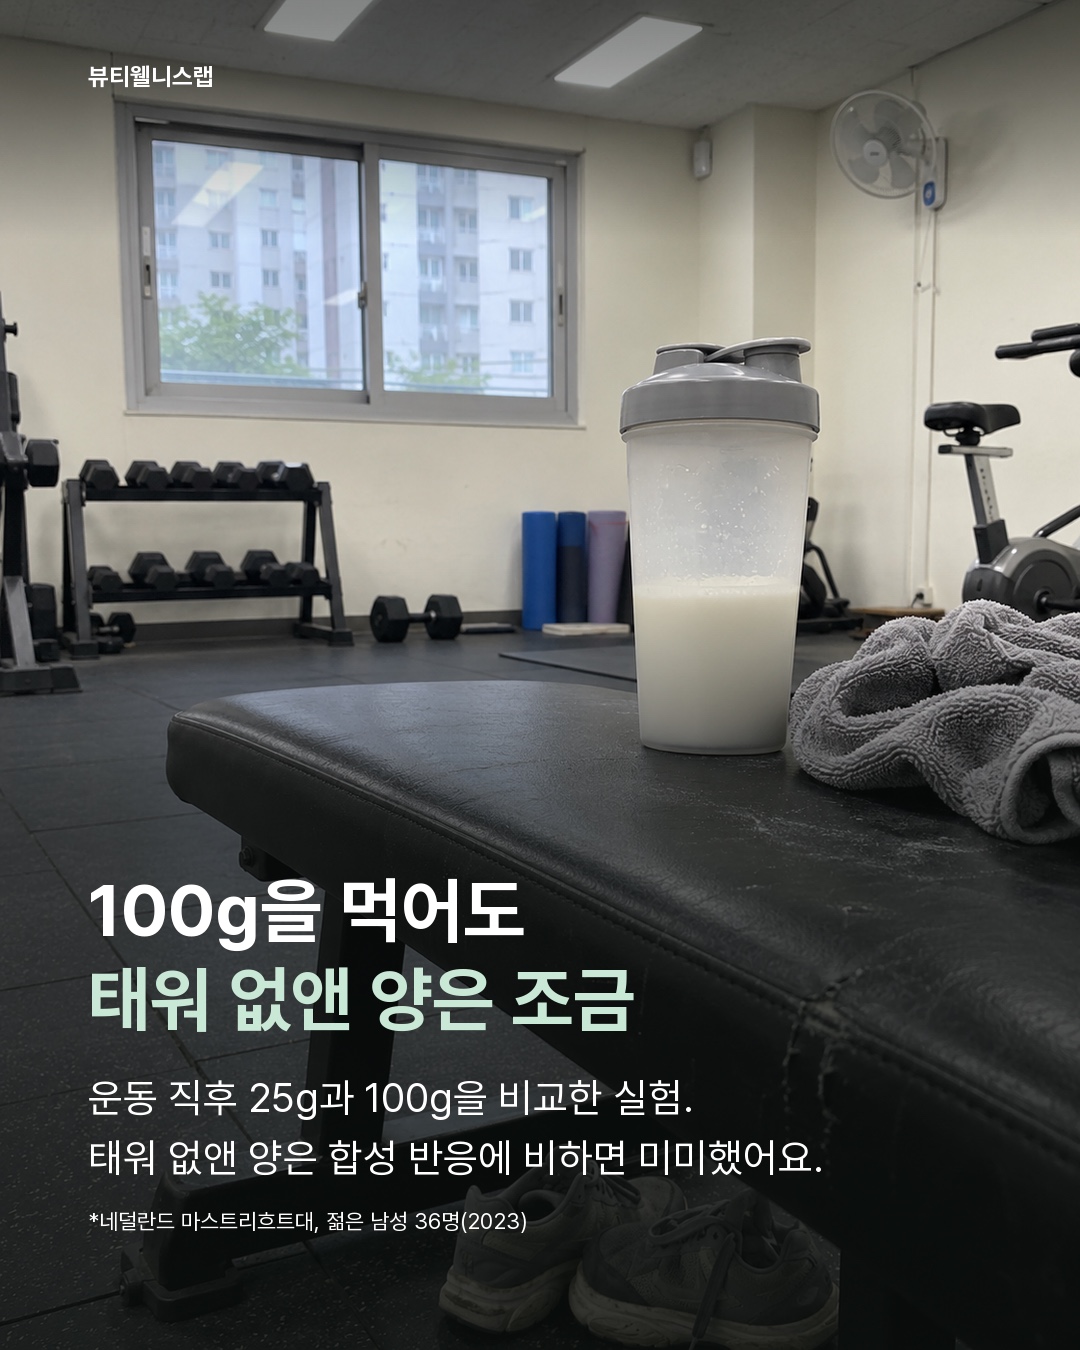 뷰티웰니스랩
100g을 먹어도
태워 없앤 양은 조금
운동 직후 25g과 100g을 비교한 실험.
태워 없앤 양은 합성 반응에 비하면 미미했어요.
*네덜란드 마스트리흐트대, 젊은 남성 36명(2023)